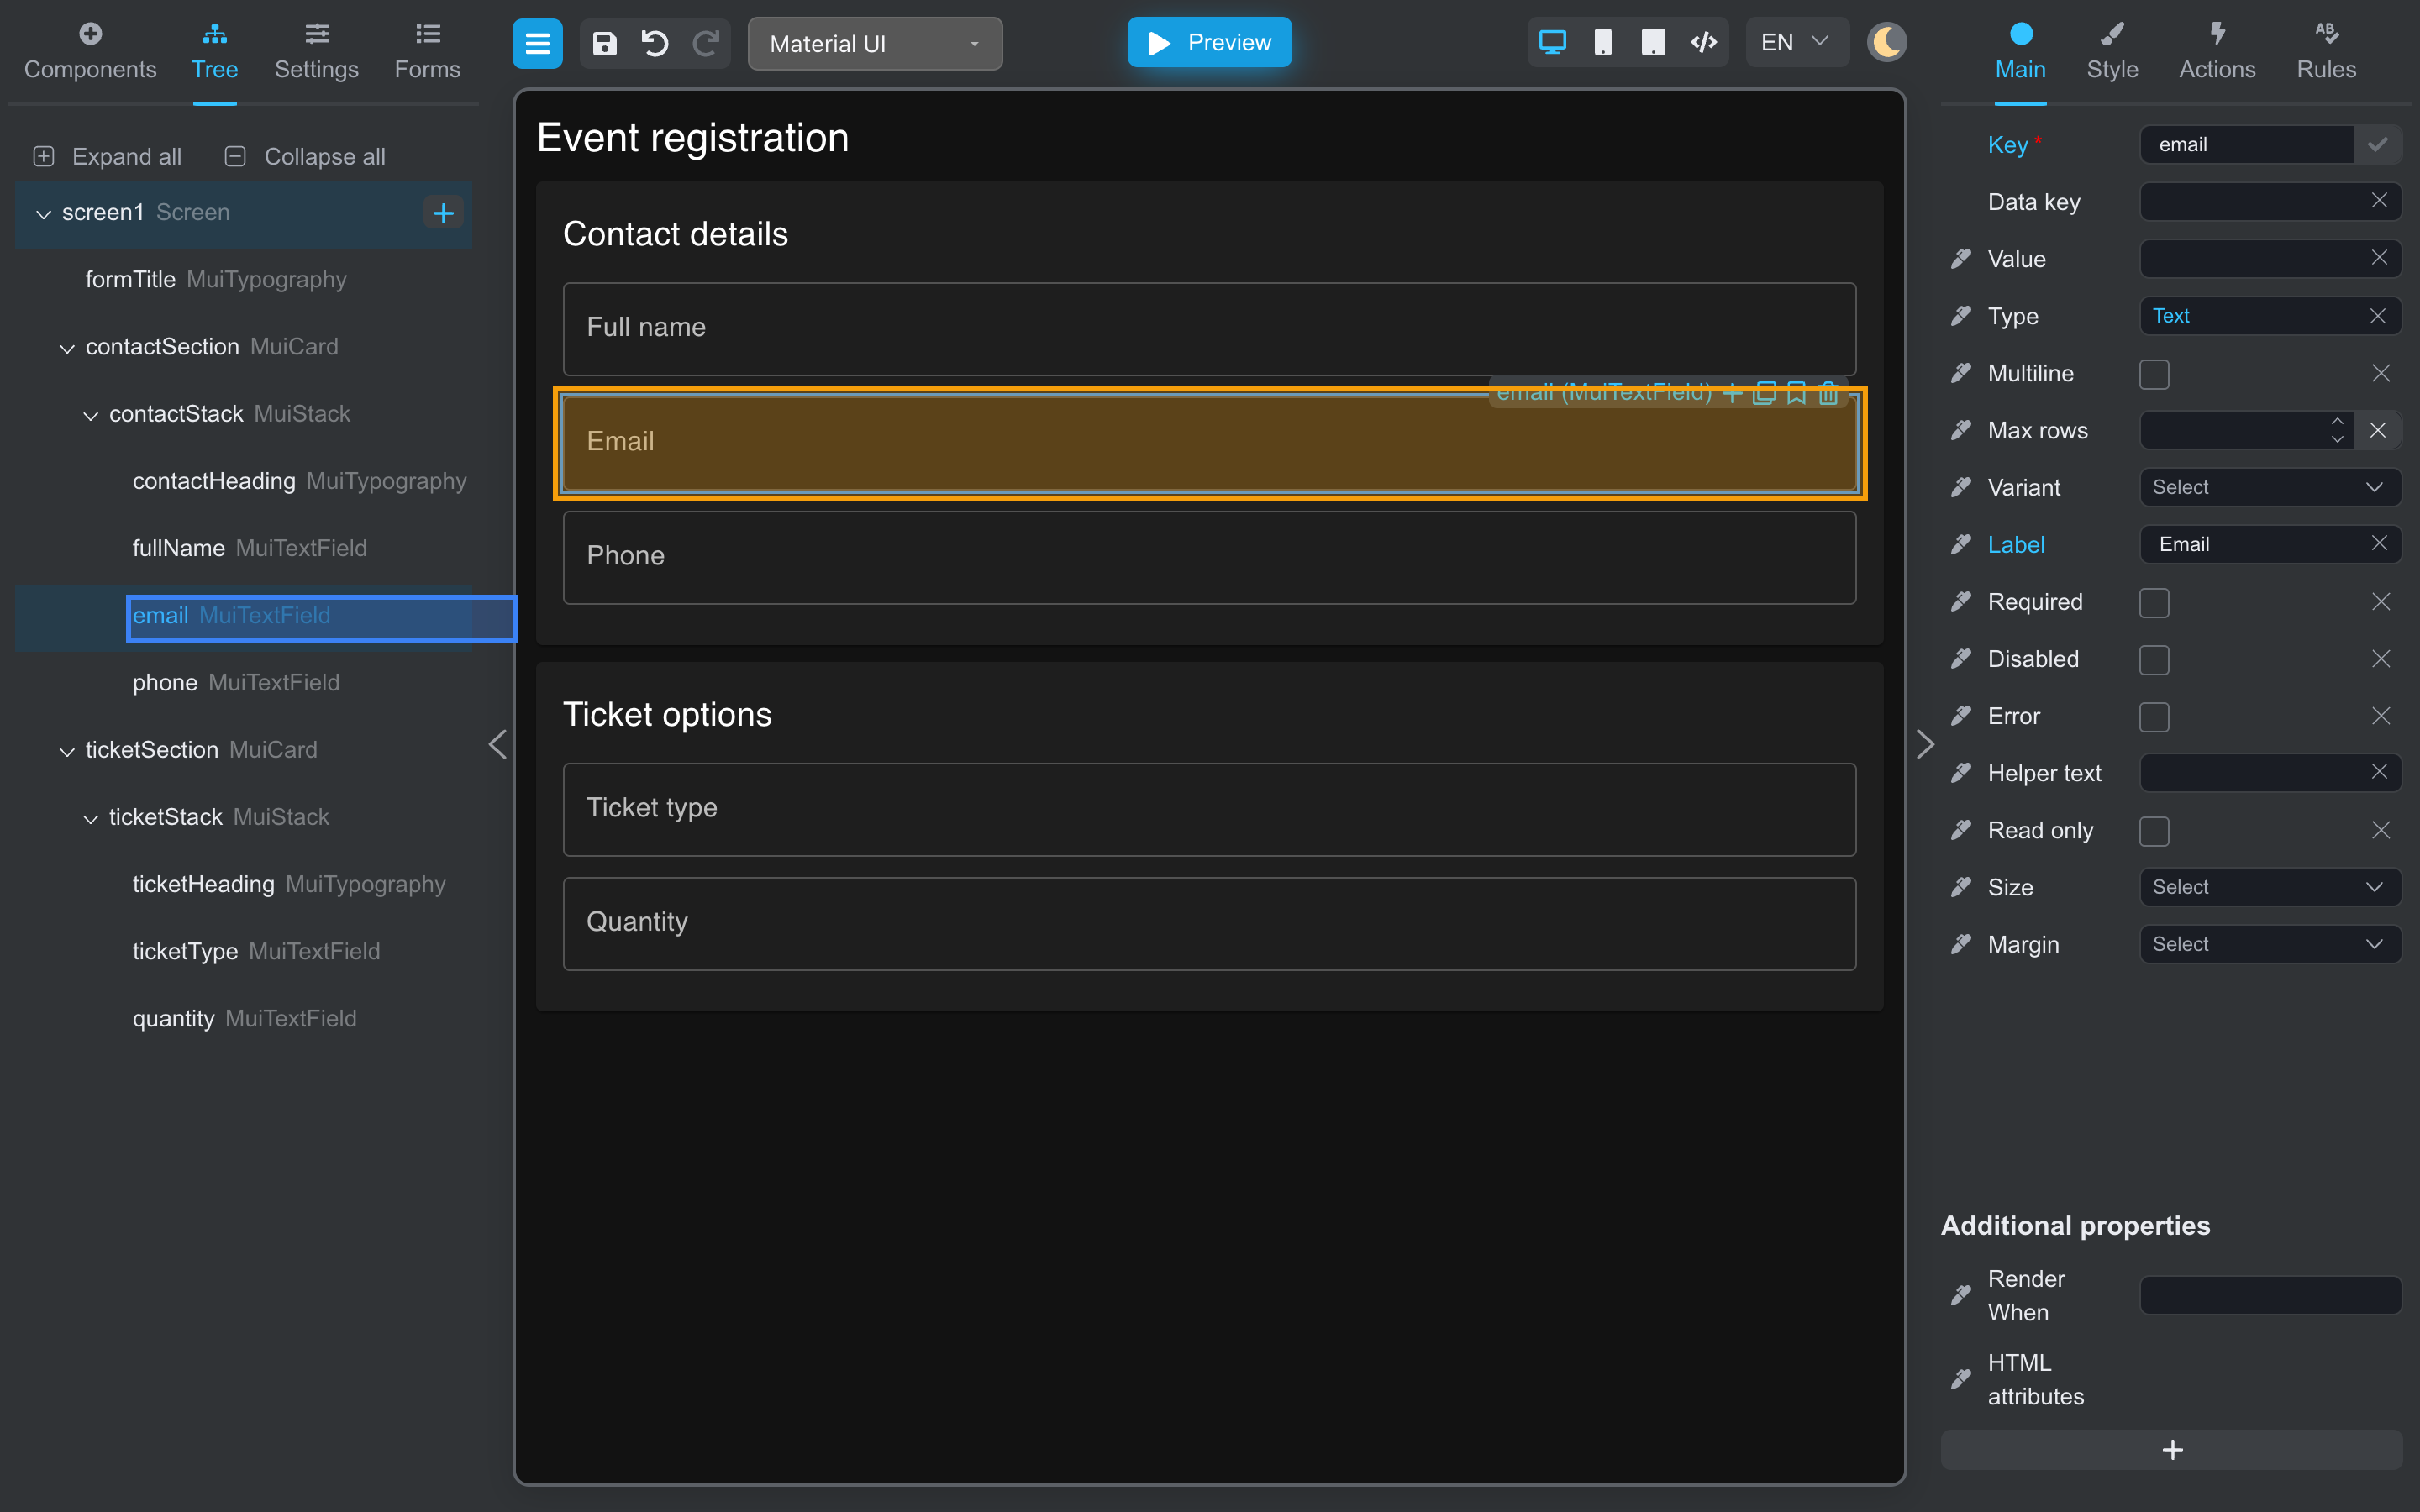 Components
Tree
Settings
Forms
Material UI
Preview
EN
Main
Style
Actions
AB
Rules
Expand all
Collapse all
screen1 Screen
formTitle MuiTypography
contactSection MuiCard
contactStack MuiStack
contactHeading MuiTypography
fullName MuiTextField
email MuiTextField
phone MuiTextField
ticketSection MuiCard
ticketStack MuiStack
ticketHeading MuiTypography
ticketType MuiTextField
quantity MuiTextField
Event registration
Contact details
Full name
email (MuiTextField)
Email
Phone
Ticket options
Ticket type
Quantity
Key * email
Data key
Value
Type Text
Multiline
Max rows
Variant Select
Label Email
Required
Disabled
Error
Helper text
Read only
Size Select
Margin Select
Additional properties
Render
When
HTML
attributes